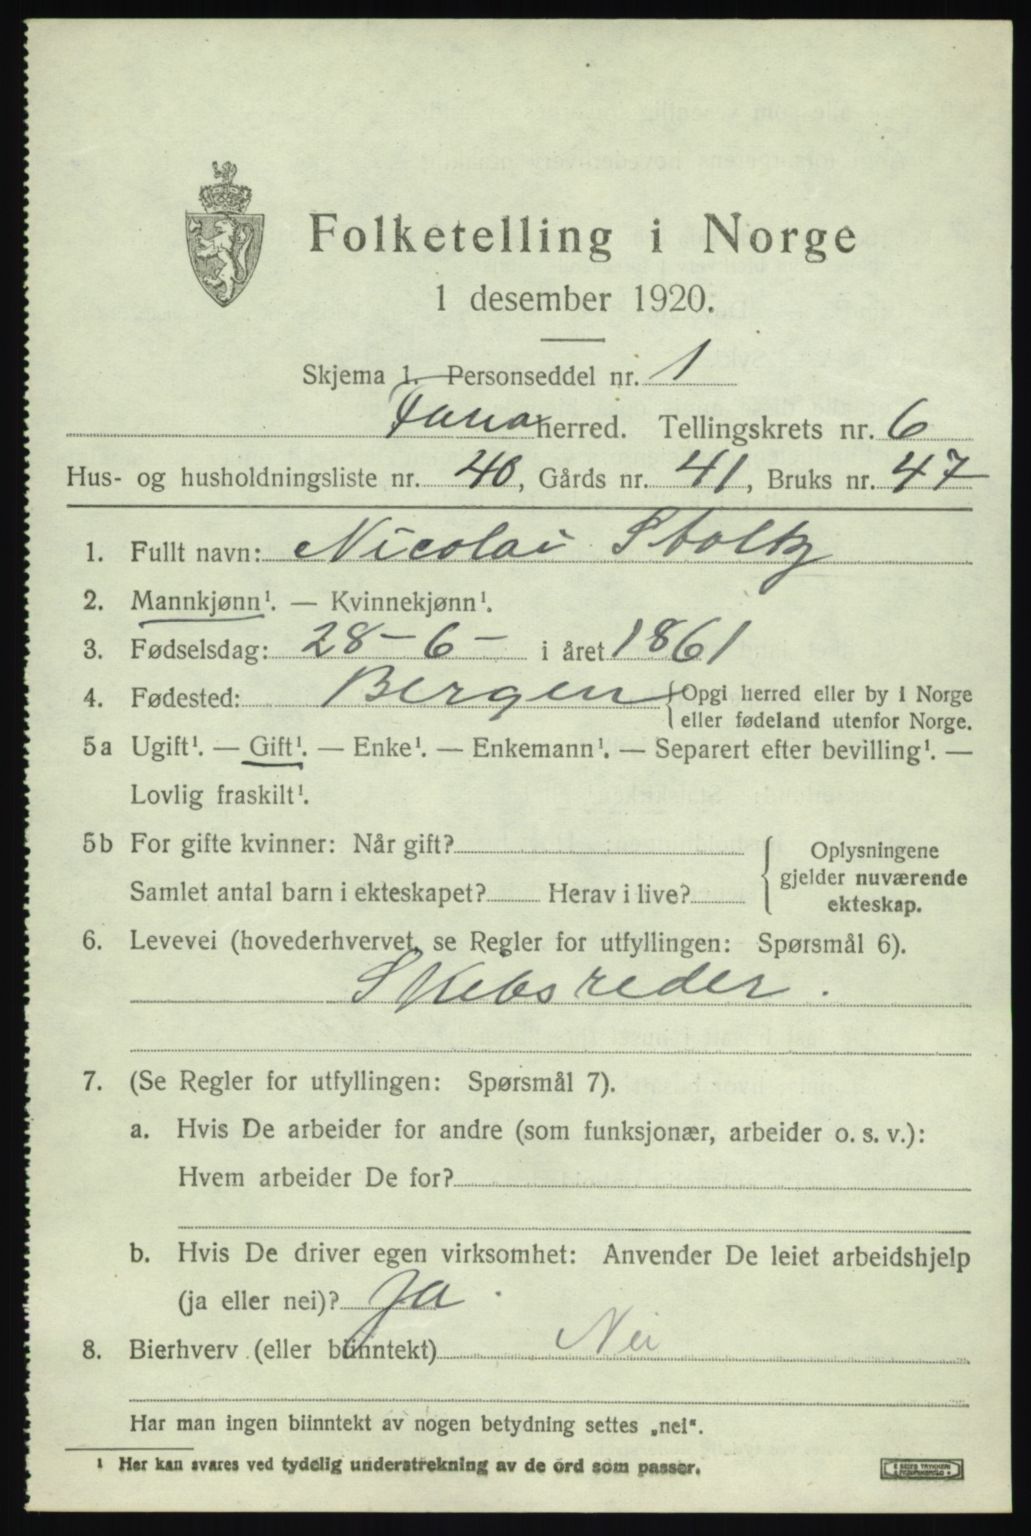 Folketelling i Norge
1 desember 1920.
Skjema 1. Personseddel nr. 1
Fana herred. Tellingskrets nr. 6
Hus- og husholdningsliste nr. 40, Gårds nr. 41, Bruks nr. 47
1. Fullt navn: Nicolai Stoltz
2. Mannkjønn¹. — Kvinnekjønn¹.
3. Fødselsdag: 28-6- i året 1861
4. Fødested: Bergen {Opgi herred eller by i Norge
eller fødeland utenfor Norge.
5a Ugift¹. — Gift¹. — Enke¹. — Enkemann¹. — Separert efter bevilling¹. —
Lovlig fraskilt¹.
5b For gifte kvinner: Når gift?
Samlet antal barn i ekteskapet? Herav i live?
{Oplysningene
gjelder nuværende
ekteskap.
6. Levevei (hovederhvervet, se Regler for utfyllingen: Spørsmål 6).
Skibsreder.
7. (Se Regler for utfyllingen: Spørsmål 7).
a. Hvis De arbeider for andre (som funksjonær, arbeider o. s. v.):
Hvem arbeider De for?
b. Hvis De driver egen virksomhet: Anvender De leiet arbeidshjelp
(ja eller nei)? Ja.
8. Bierhverv (eller biinntekt) Nei
Har man ingen biinntekt av nogen betydning settes „nei“.
¹ Her kan svares ved tydelig understrekning av de ord som passer.